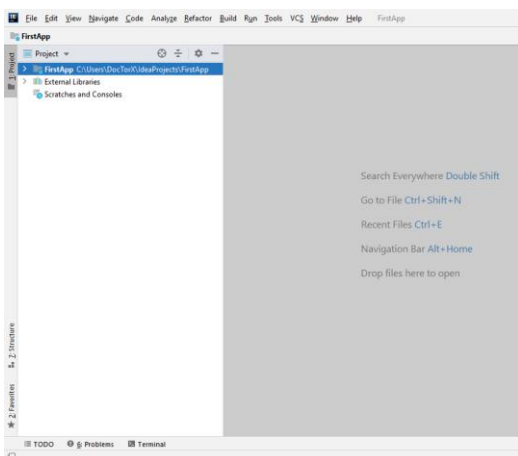 File Edit View Navigate Code Analyze Refactor Build Run Tools VCS Window Help FirstApp
FirstApp
Project
1: Project
FirstApp C:\Users\DocTorX\IdeaProjects\FirstApp
External Libraries
Scratches and Consoles
Search Everywhere Double Shift
Go to File Ctrl+Shift+N
Recent Files Ctrl+E
Navigation Bar Alt+Home
Drop files here to open
Z: Structure
2: Favorites
TODO 6: Problems Terminal